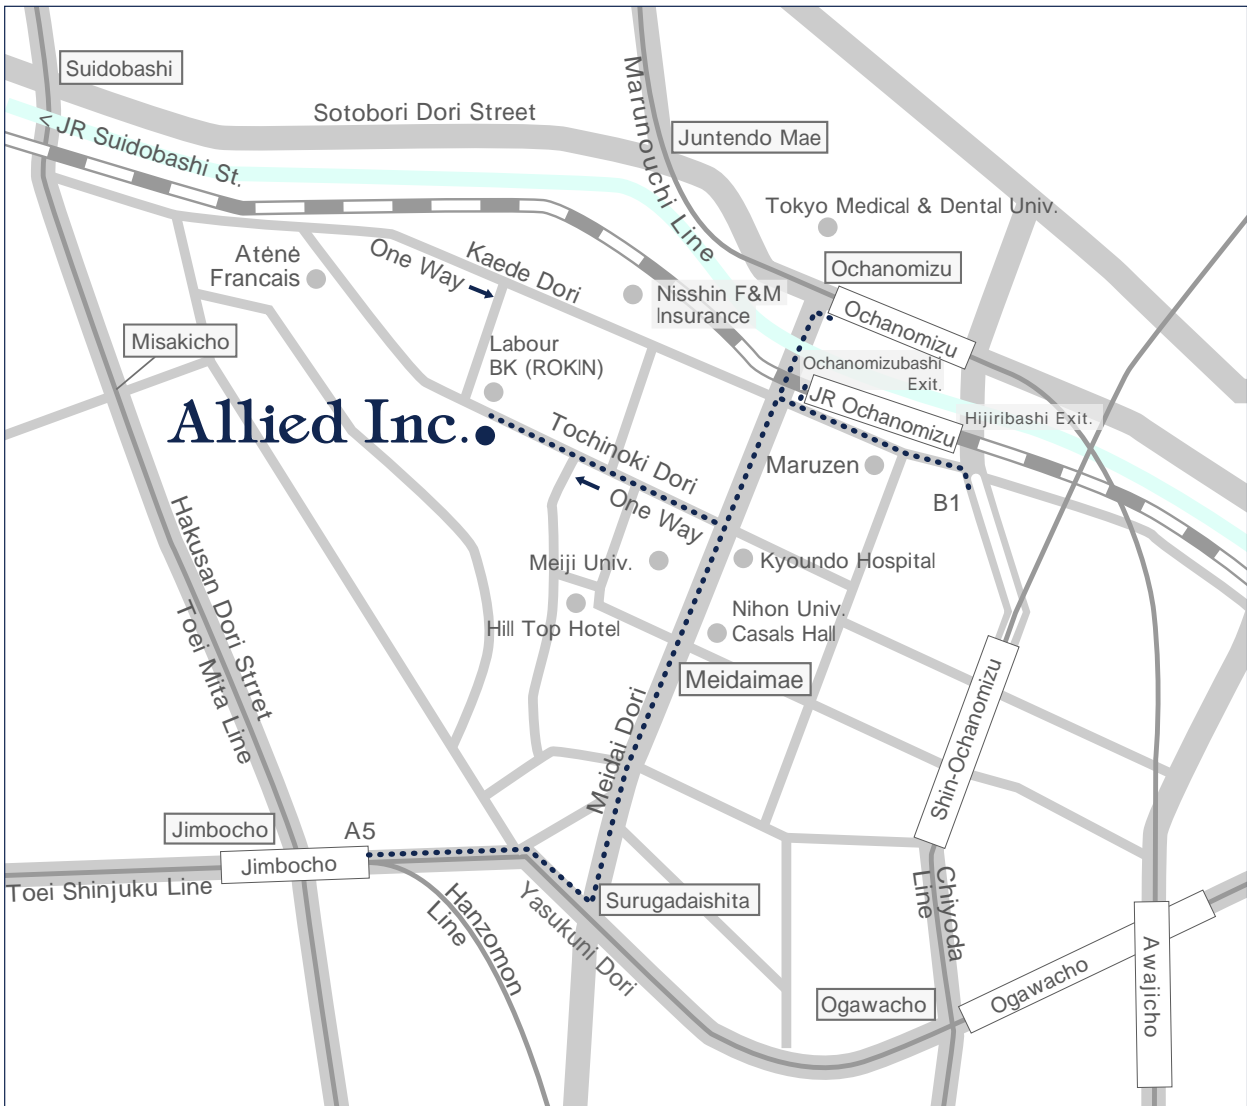 Suidobashi
Sotobori Dori Street
< JR Suidobashi St.
Marunouchi Line
Juntendo Mae
Tokyo Medical & Dental Univ.
Aténé
Francais
One Way
Kaede Dori
Ochanomizu
Nisshin F&M
Insurance
Ochanomizu
Misakicho
Labour
BK (ROKIN)
Ochanomizubashi
Exit.
JR Ochanomizu
Hijiribashi Exit.
Allied Inc.
Tochinoki Dori
One Way
Maruzen
B1
Hakusan Dori Strret
Toei Mita Line
Meiji Univ.
Kyoundo Hospital
Hill Top Hotel
Nihon Univ.
Casals Hall
Meidaimae
Meidai Dori
Shin-Ochanomizu
Jimbocho
A5
Jimbocho
Toei Shinjuku Line
Hanzomon
Line
Yasukuni Dori
Surugadaishita
Chiyoda
Line
Ogawacho
Ogawacho
Awajicho